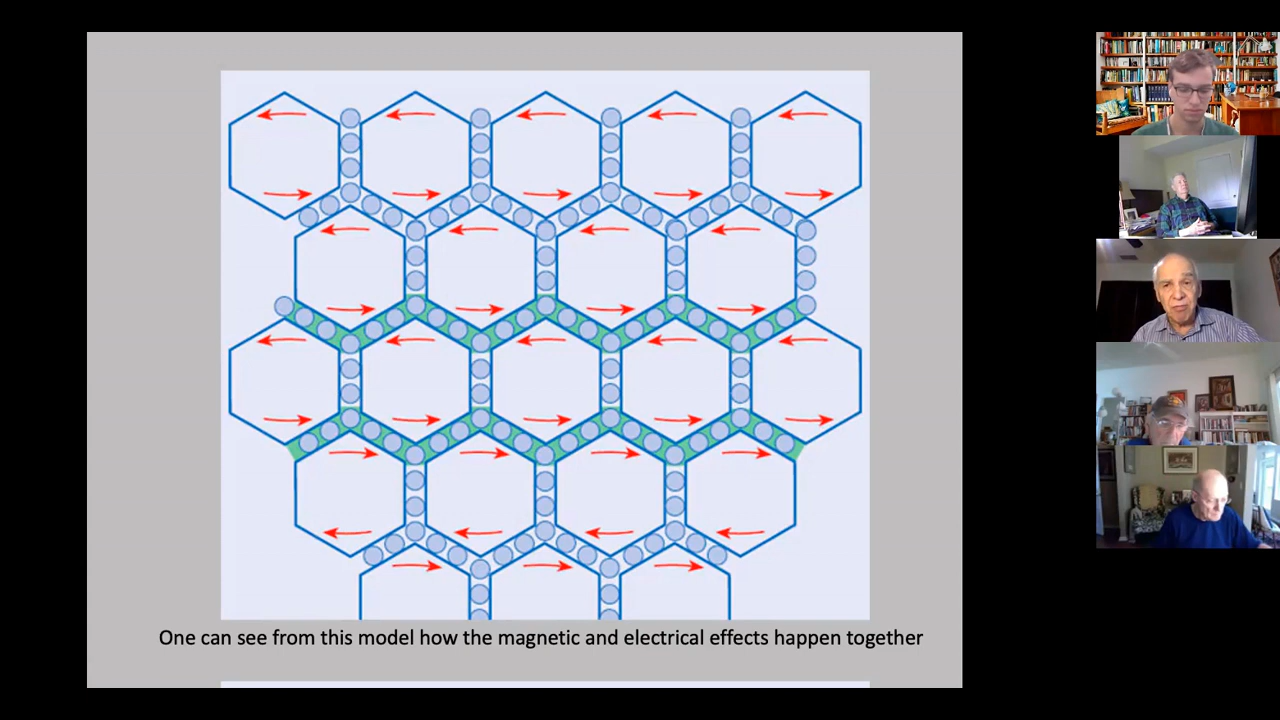 One can see from this model how the magnetic and electrical effects happen together